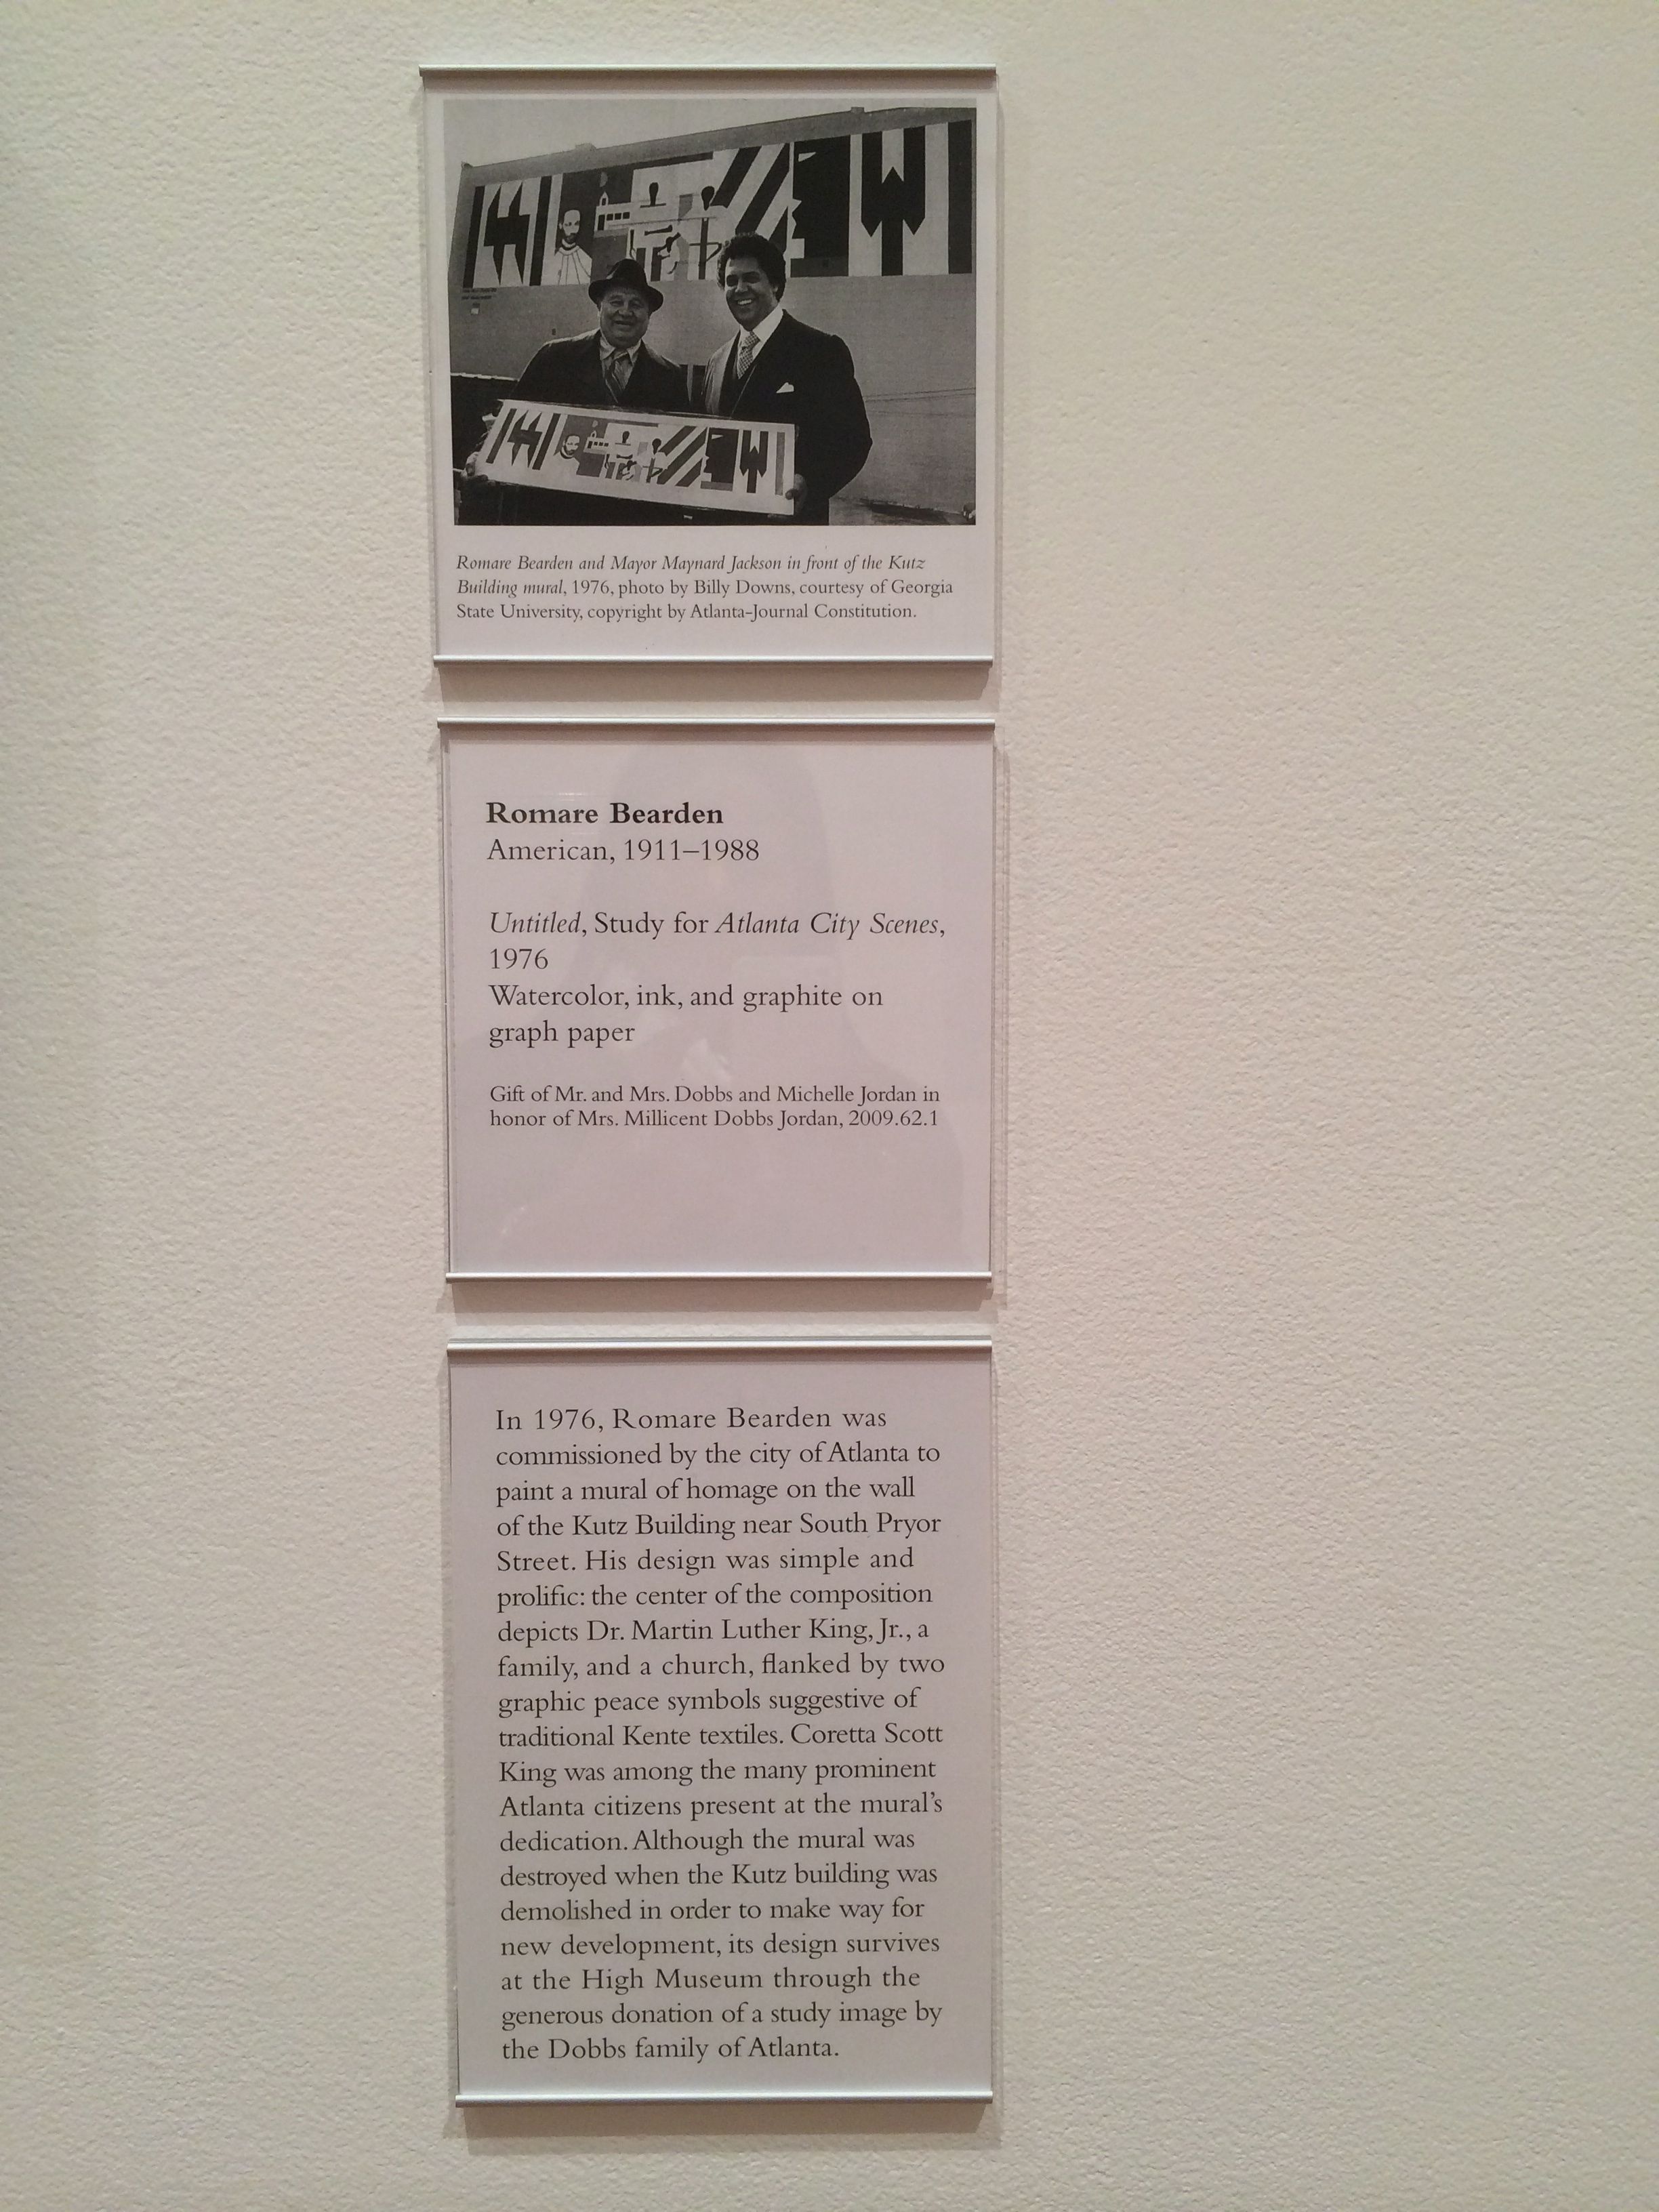 Romare Bearden and Mayor Maynard Jackson in front of the Kutz
Building mural, 1976, photo by Billy Downs, courtesy of Georgia
State University, copyright by Atlanta-Journal Constitution.
Romare Bearden
American, 1911–1988
Untitled, Study for Atlanta City Scenes,
1976
Watercolor, ink, and graphite on
graph paper
Gift of Mr. and Mrs. Dobbs and Michelle Jordan in
honor of Mrs. Millicent Dobbs Jordan, 2009.62.1
In 1976, Romare Bearden was
commissioned by the city of Atlanta to
paint a mural of homage on the wall
of the Kutz Building near South Pryor
Street. His design was simple and
prolific: the center of the composition
depicts Dr. Martin Luther King, Jr., a
family, and a church, flanked by two
graphic peace symbols suggestive of
traditional Kente textiles. Coretta Scott
King was among the many prominent
Atlanta citizens present at the mural's
dedication. Although the mural was
destroyed when the Kutz building was
demolished in order to make way for
new development, its design survives
at the High Museum through the
generous donation of a study image by
the Dobbs family of Atlanta.